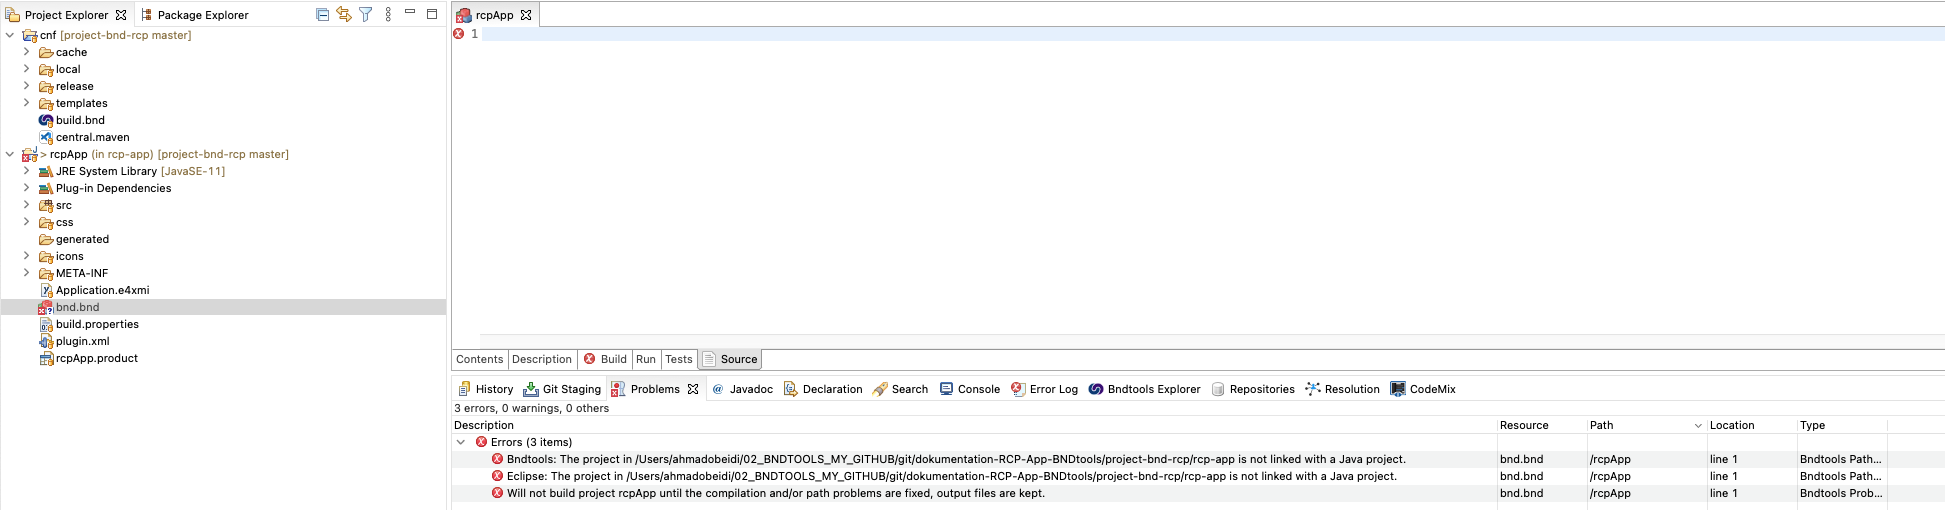 Project Explorer
Package Explorer
cnf [project-bnd-rcp master]
cache
local
release
templates
build.bnd
central.maven
> rcpApp (in rcp-app) [project-bnd-rcp master]
JRE System Library [JavaSE-11]
Plug-in Dependencies
src
css
generated
icons
META-INF
Application.e4xmi
bnd.bnd
build.properties
plugin.xml
rcpApp.product
rcpApp
1
Contents Description Build Run Tests Source
History Git Staging Problems Javadoc Declaration Search Console Error Log Bndtools Explorer Repositories Resolution CodeMix
3 errors, 0 warnings, 0 others
Description Resource Path Location Type
Errors (3 items)
Bndtools: The project in /Users/ahmadobeidi/02_BNDTOOLS_MY_GITHUB/git/dokumentation-RCP-App-BNDtools/project-bnd-rcp/rcp-app is not linked with a Java project. bnd.bnd /rcpApp line 1 Bndtools Path...
Eclipse: The project in /Users/ahmadobeidi/02_BNDTOOLS_MY_GITHUB/git/dokumentation-RCP-App-BNDtools/project-bnd-rcp/rcp-app is not linked with a Java project. bnd.bnd /rcpApp line 1 Bndtools Path...
Will not build project rcpApp until the compilation and/or path problems are fixed, output files are kept. bnd.bnd /rcpApp line 1 Bndtools Prob...